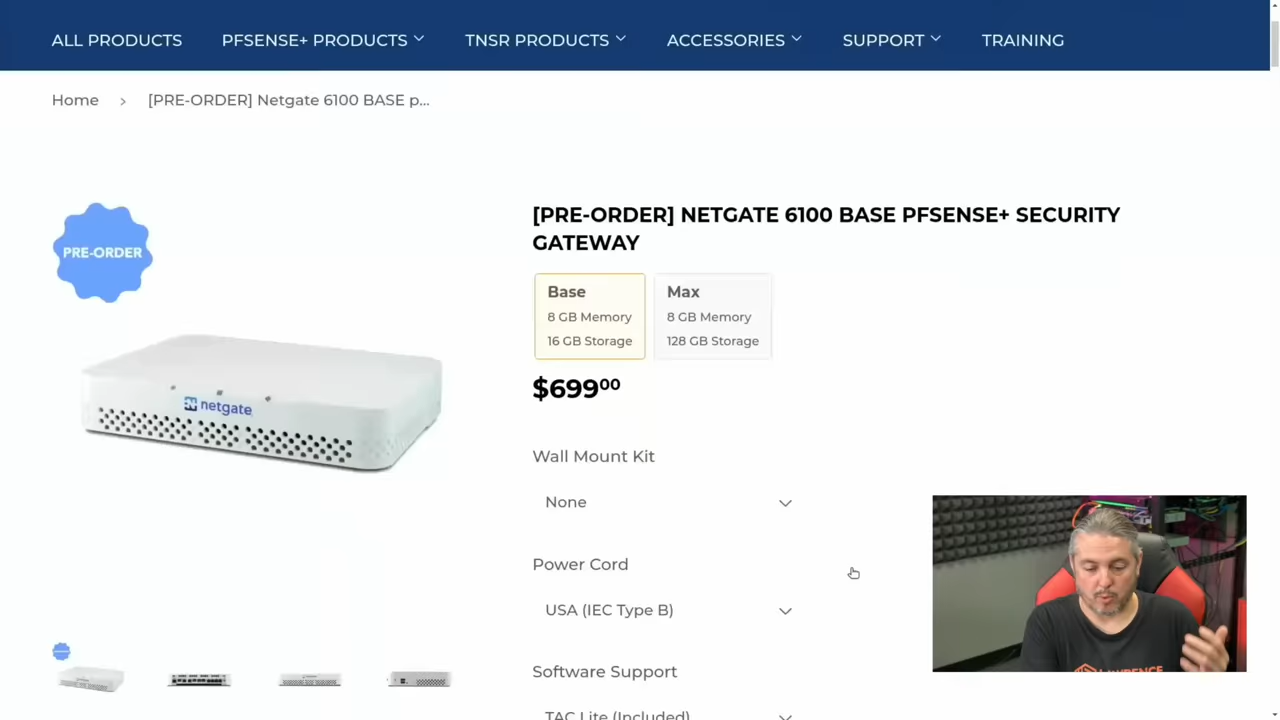 ALL PRODUCTS PFSENSE+ PRODUCTS TNSR PRODUCTS ACCESSORIES SUPPORT TRAINING
Home > [PRE-ORDER] Netgate 6100 BASE p...
PRE-ORDER
netgate
[PRE-ORDER] NETGATE 6100 BASE PFSENSE+ SECURITY
GATEWAY
Base
8 GB Memory
16 GB Storage
Max
8 GB Memory
128 GB Storage
$69900
Wall Mount Kit
None
Power Cord
USA (IEC Type B)
Software Support
TAC Lite (Included)
LAWRENCE